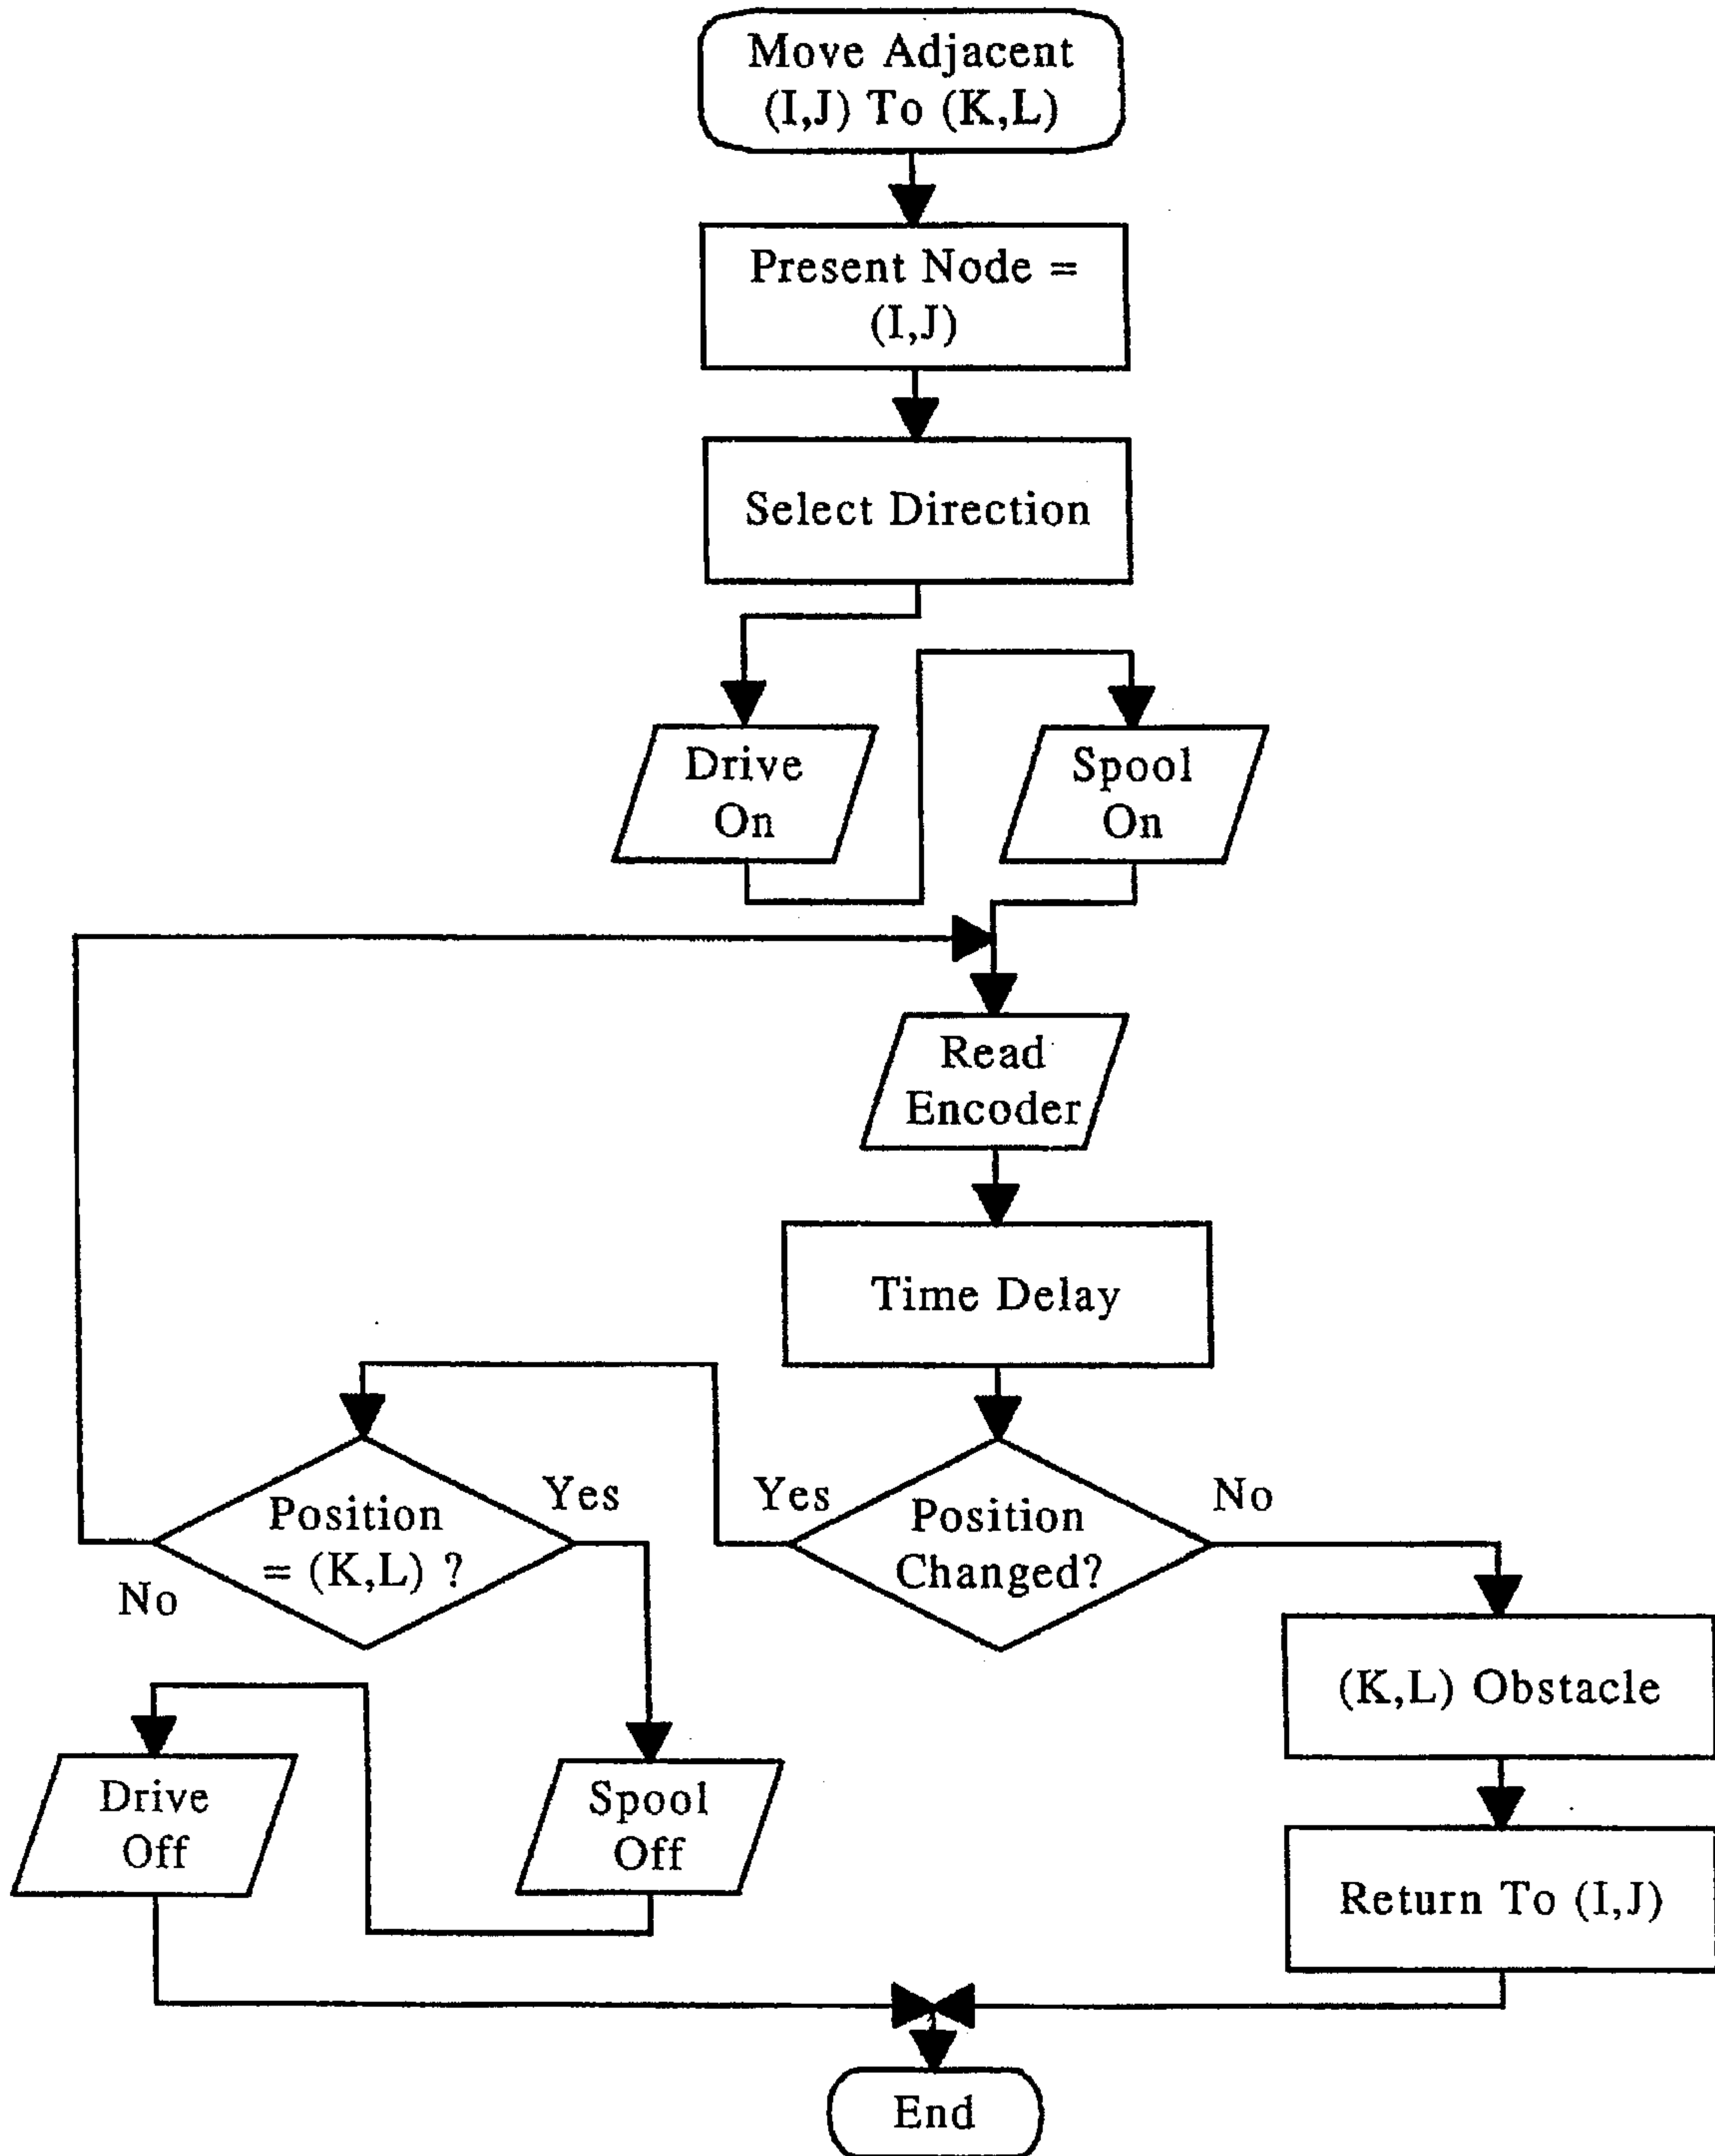 Move Adjacent
(I,J) To (K,L)
Present Node =
(I,J)
Select Direction
Drive
On
Spool
On
Read
Encoder
Time Delay
Position
= (K,L) ?
Yes
No
Position
Changed?
Yes
No
(K,L) Obstacle
Return To (I,J)
Spool
Off
Drive
Off
End